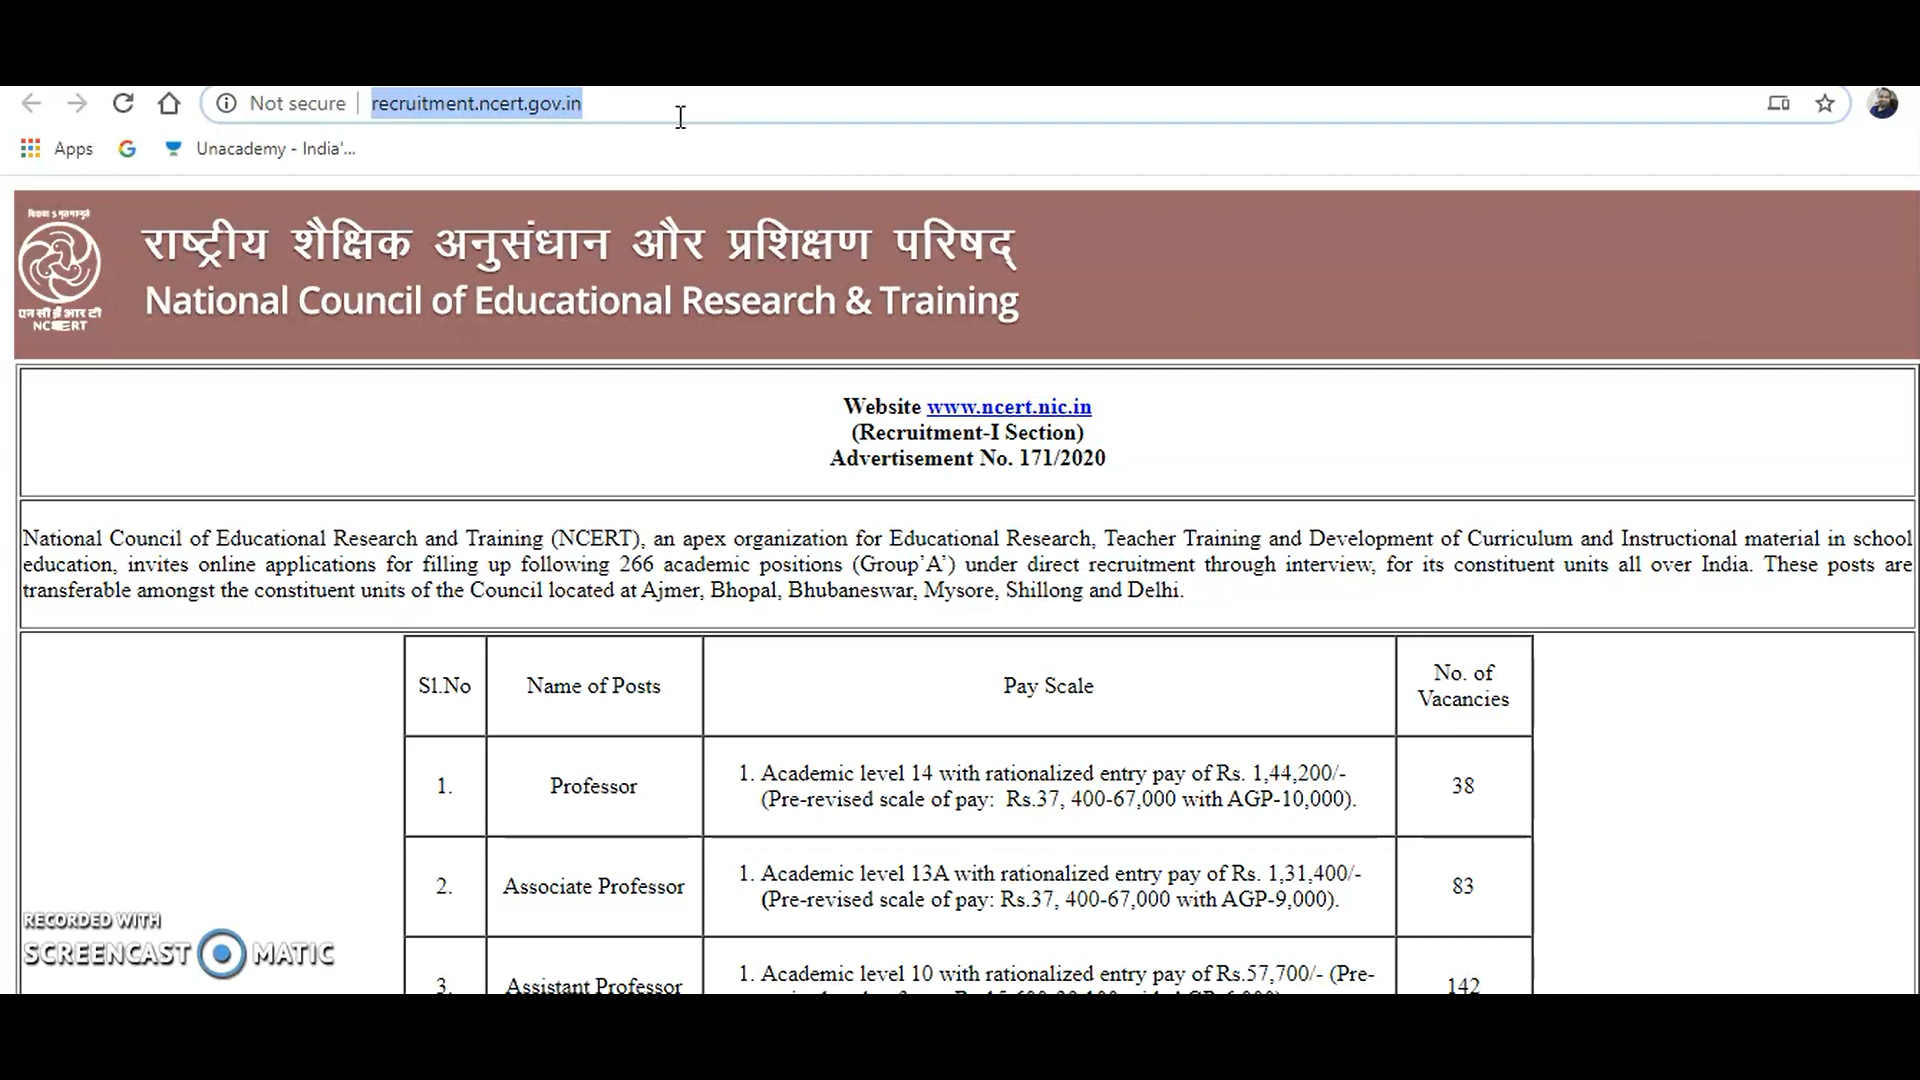 Not secure | recruitment.ncert.gov.in
Apps
Unacademy - India'...
एन सी ई आर टी
NCERT
राष्ट्रीय शैक्षिक अनुसंधान और प्रशिक्षण परिषद्
National Council of Educational Research & Training
Website www.ncert.nic.in
(Recruitment-I Section)
Advertisement No. 171/2020
National Council of Educational Research and Training (NCERT), an apex organization for Educational Research, Teacher Training and Development of Curriculum and Instructional material in school
education, invites online applications for filling up following 266 academic positions (Group’A’) under direct recruitment through interview, for its constituent units all over India. These posts are
transferable amongst the constituent units of the Council located at Ajmer, Bhopal, Bhubaneswar, Mysore, Shillong and Delhi.
Sl.No Name of Posts Pay Scale No. of
Vacancies
1. Professor 1. Academic level 14 with rationalized entry pay of Rs. 1,44,200/-
(Pre-revised scale of pay: Rs.37, 400-67,000 with AGP-10,000). 38
2. Associate Professor 1. Academic level 13A with rationalized entry pay of Rs. 1,31,400/-
(Pre-revised scale of pay: Rs.37, 400-67,000 with AGP-9,000). 83
3. Assistant Professor 1. Academic level 10 with rationalized entry pay of Rs.57,700/- (Pre- 142
RECORDED WITH
SCREENCAST MATIC